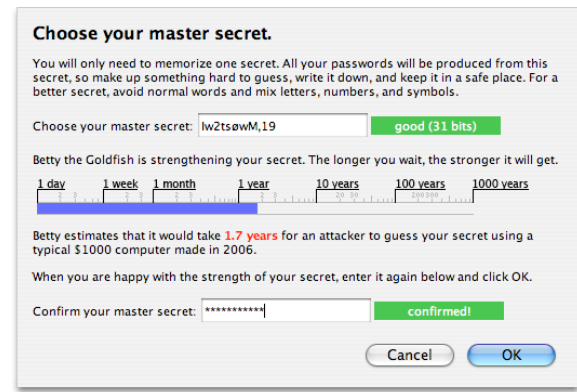 Choose your master secret.
You will only need to memorize one secret. All your passwords will be produced from this
secret, so make up something hard to guess, write it down, and keep it in a safe place. For a
better secret, avoid normal words and mix letters, numbers, and symbols.
Choose your master secret: Iw2tsøwM,19 good (31 bits)
Betty the Goldfish is strengthening your secret. The longer you wait, the stronger it will get.
1 day 1 week 1 month 1 year 10 years 100 years 1000 years
Betty estimates that it would take 1.7 years for an attacker to guess your secret using a
typical $1000 computer made in 2006.
When you are happy with the strength of your secret, enter it again below and click OK.
Confirm your master secret: *********** confirmed!
Cancel OK